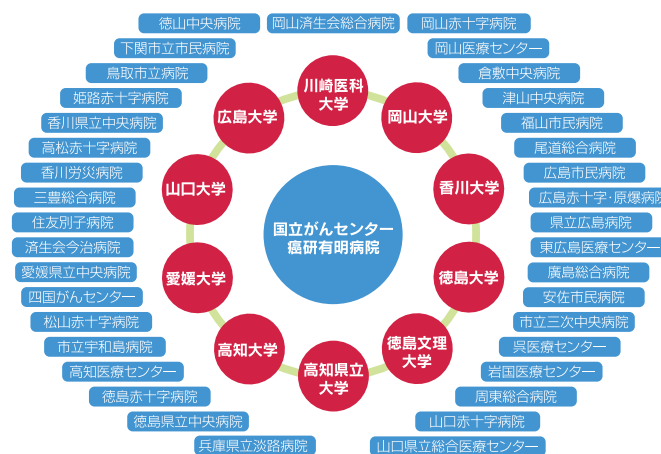 徳山中央病院
岡山済生会総合病院
岡山赤十字病院
下関市立市民病院
岡山医療センター
鳥取市立病院
倉敷中央病院
姫路赤十字病院
津山中央病院
香川県立中央病院
福山市民病院
高松赤十字病院
尾道総合病院
香川労災病院
広島市民病院
三豊総合病院
広島赤十字・原爆病院
住友別子病院
県立広島病院
済生会今治病院
東広島医療センター
愛媛県立中央病院
廣島総合病院
四国がんセンター
安佐市民病院
松山赤十字病院
市立三次中央病院
市立宇和島病院
呉医療センター
高知医療センター
岩国医療センター
徳島赤十字病院
周東総合病院
徳島県立中央病院
山口赤十字病院
兵庫県立淡路病院
山口県立総合医療センター
川崎医科
大学
広島大学
岡山大学
山口大学
香川大学
愛媛大学
徳島大学
高知大学
徳島文理
大学
高知県立
大学
国立がんセンター
癌研有明病院